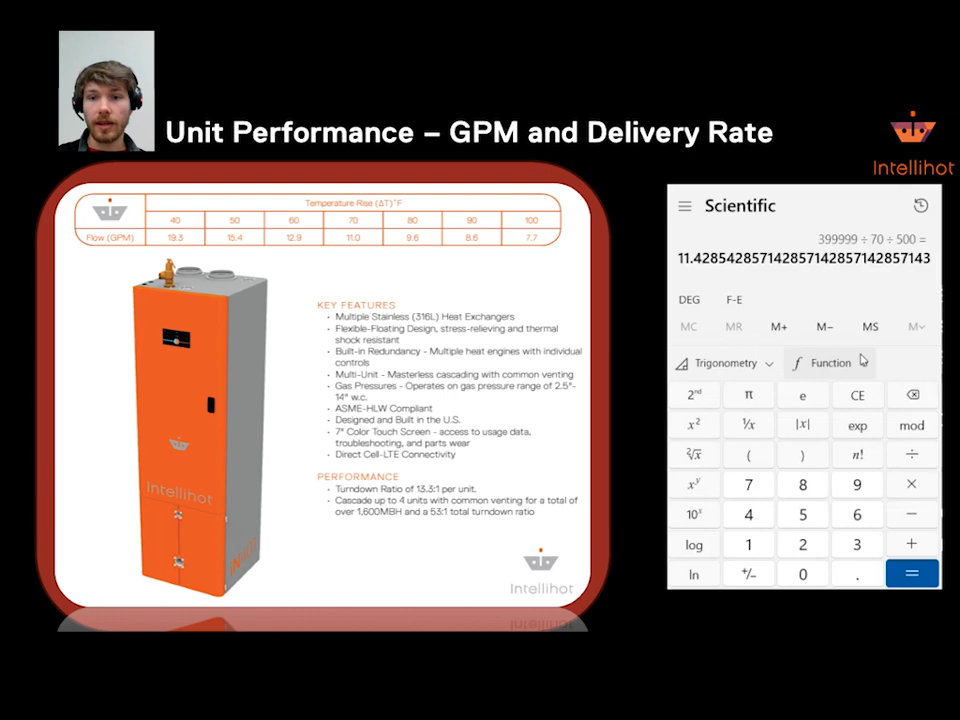 Unit Performance – GPM and Delivery Rate
Intellihot
Temperature Rise (ΔT)°F
40 50 60 70 80 90 100
Flow (GPM) 19.3 15.4 12.9 11.0 9.6 8.6 7.7
KEY FEATURES
• Multiple Stainless (316L) Heat Exchangers
• Flexible-Floating Design, stress-relieving and thermal
shock resistant
• Built-in Redundancy - Multiple heat engines with individual
controls
• Multi-Unit - Masterless cascading with common venting
• Gas Pressures - Operates on gas pressure range of 2.5"-
14" w.c.
• ASME-HLW Compliant
• Designed and Built in the U.S.
• 7" Color Touch Screen - access to usage data,
troubleshooting, and parts wear
• Direct Cell-LTE Connectivity
PERFORMANCE
• Turndown Ratio of 13.3:1 per unit.
• Cascade up to 4 units with common venting for a total of
over 1,600MBH and a 53:1 total turndown ratio
Intellihot
Intellihot
Scientific
399999 ÷ 70 ÷ 500 =
11.428542857142857142857142857143
DEG F-E
MC MR M+ M− MS M
Trigonometry f Function
2ⁿᵈ π e CE
x² ¹/x |x| exp mod
²√x ( ) n! ÷
xʸ 7 8 9 ×
10ˣ 4 5 6 −
log 1 2 3 +
ln +/− 0 . =